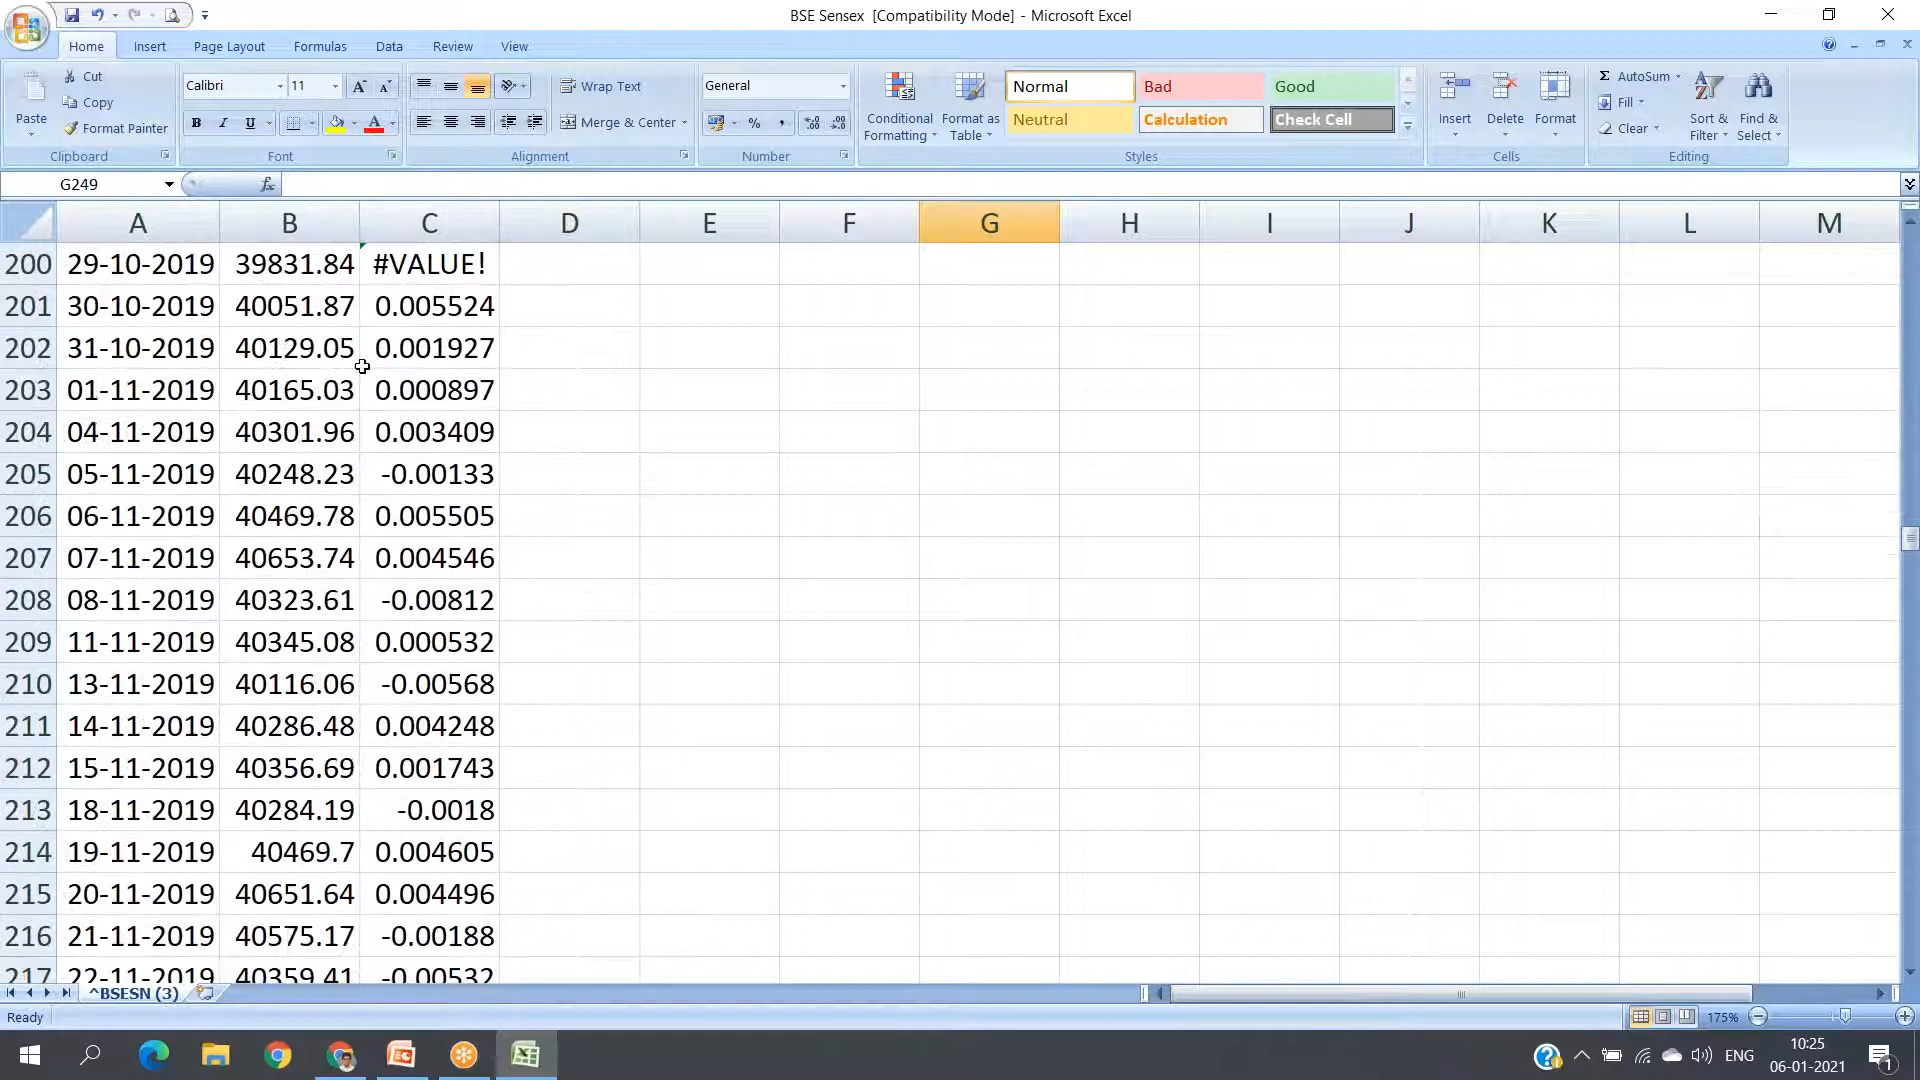 BSE Sensex [Compatibility Mode] - Microsoft Excel
Home Insert Page Layout Formulas Data Review View
Paste
Cut
Copy
Format Painter
Clipboard
Calibri 11
B I U A
Font
Wrap Text
Merge & Center
Alignment
General
%
Number
Conditional Formatting
Format as Table
Normal Bad Good
Neutral Calculation Check Cell
Styles
Insert Delete Format
Cells
Σ AutoSum
Fill
Clear
Sort & Filter
Find & Select
Editing
G249 fx
A B C D E F G H I J K L M
200 29-10-2019 39831.84 #VALUE!
201 30-10-2019 40051.87 0.005524
202 31-10-2019 40129.05 0.001927
203 01-11-2019 40165.03 0.000897
204 04-11-2019 40301.96 0.003409
205 05-11-2019 40248.23 -0.00133
206 06-11-2019 40469.78 0.005505
207 07-11-2019 40653.74 0.004546
208 08-11-2019 40323.61 -0.00812
209 11-11-2019 40345.08 0.000532
210 13-11-2019 40116.06 -0.00568
211 14-11-2019 40286.48 0.004248
212 15-11-2019 40356.69 0.001743
213 18-11-2019 40284.19 -0.0018
214 19-11-2019 40469.7 0.004605
215 20-11-2019 40651.64 0.004496
216 21-11-2019 40575.17 -0.00188
217 22-11-2019 40359.41 -0.00532
^BSESN (3)
Ready 175%
ENG
10:25
06-01-2021
1